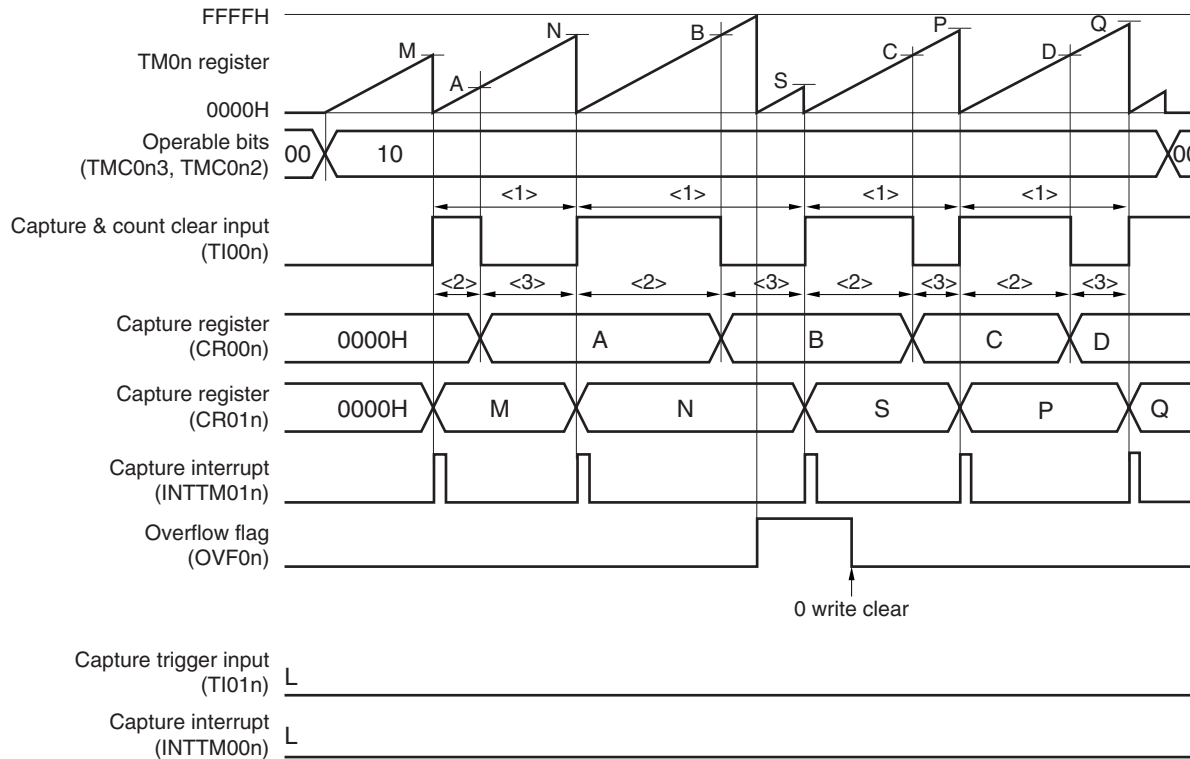 FFFFH
TM0n register
0000H
M A N B S C P D Q
Operable bits
(TMC0n3, TMC0n2)
00 10 00
<1> <1> <1> <1>
Capture & count clear input
(TI00n)
<2> <3> <2> <3> <2> <3> <2> <3>
Capture register
(CR00n)
0000H A B C D
Capture register
(CR01n)
0000H M N S P Q
Capture interrupt
(INTTM01n)
Overflow flag
(OVF0n)
0 write clear
Capture trigger input
(TI01n)
L
Capture interrupt
(INTTM00n)
L